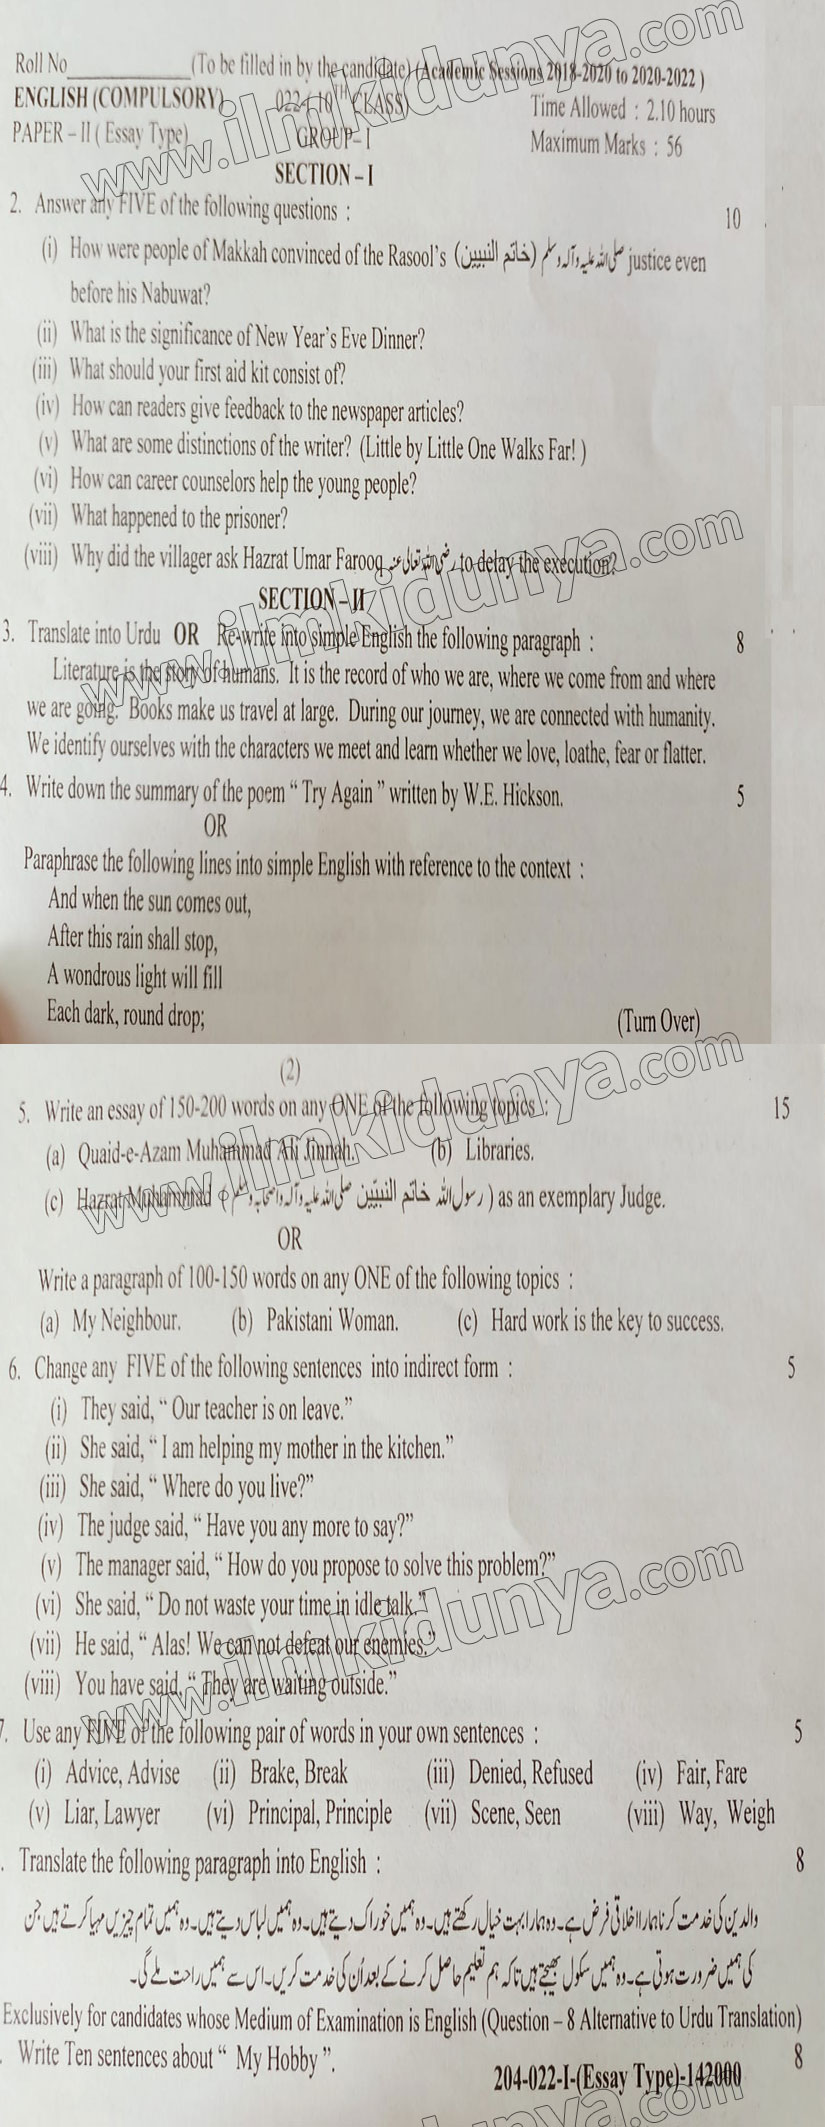 Roll No____________(To be filled in by the candidate) (Academic Sessions 2018-2020 to 2020-2022 )
ENGLISH (COMPULSORY) 022-( 10TH CLASS) Time Allowed : 2.10 hours
PAPER – II ( Essay Type) GROUP– I Maximum Marks : 56
SECTION – I
2. Answer any FIVE of the following questions : 10
(i) How were people of Makkah convinced of the Rasool's (خاتم النبیین) صلی اللہ علیہ وآلہ وسلم justice even
before his Nabuwat?
(ii) What is the significance of New Year's Eve Dinner?
(iii) What should your first aid kit consist of?
(iv) How can readers give feedback to the newspaper articles?
(v) What are some distinctions of the writer? (Little by Little One Walks Far! )
(vi) How can career counselors help the young people?
(vii) What happened to the prisoner?
(viii) Why did the villager ask Hazrat Umar Farooq رضی اللہ تعالی عنہ to delay the execution?
SECTION – II
3. Translate into Urdu OR Re-write into simple English the following paragraph : 8
Literature is the story of humans. It is the record of who we are, where we come from and where
we are going. Books make us travel at large. During our journey, we are connected with humanity.
We identify ourselves with the characters we meet and learn whether we love, loathe, fear or flatter.
4. Write down the summary of the poem “ Try Again ” written by W.E. Hickson. 5
OR
Paraphrase the following lines into simple English with reference to the context :
And when the sun comes out,
After this rain shall stop,
A wondrous light will fill
Each dark, round drop;
(Turn Over)
(2)
5. Write an essay of 150-200 words on any ONE of the following topics : 15
(a) Quaid-e-Azam Muhammad Ali Jinnah. (b) Libraries.
(c) Hazrat Muhammad ( رسول اللہ خاتم النبیّین صلی اللہ علیہ وآلہ واصحابہ وسلم ) as an exemplary Judge.
OR
Write a paragraph of 100-150 words on any ONE of the following topics :
(a) My Neighbour. (b) Pakistani Woman. (c) Hard work is the key to success.
6. Change any FIVE of the following sentences into indirect form : 5
(i) They said, “ Our teacher is on leave.”
(ii) She said, “ I am helping my mother in the kitchen.”
(iii) She said, “ Where do you live?”
(iv) The judge said, “ Have you any more to say?”
(v) The manager said, “ How do you propose to solve this problem?”
(vi) She said, “ Do not waste your time in idle talk.”
(vii) He said, “ Alas! We can not defeat our enemies.”
(viii) You have said, “ They are waiting outside.”
7. Use any FIVE of the following pair of words in your own sentences : 5
(i) Advice, Advise (ii) Brake, Break (iii) Denied, Refused (iv) Fair, Fare
(v) Liar, Lawyer (vi) Principal, Principle (vii) Scene, Seen (viii) Way, Weigh
. Translate the following paragraph into English : 8
والدین کی خدمت کرنا ہمارا اخلاقی فرض ہے۔ وہ ہمارا بہت خیال رکھتے ہیں۔ وہ ہمیں خوراک دیتے ہیں۔ وہ ہمیں لباس دیتے ہیں۔ وہ ہمیں تمام چیزیں مہیا کرتے ہیں جن
کی ہمیں ضرورت ہوتی ہے۔ وہ ہمیں سکول بھیجتے ہیں تاکہ ہم تعلیم حاصل کرنے کے بعد اُن کی خدمت کریں۔ اس سے ہمیں راحت ملے گی۔
Exclusively for candidates whose Medium of Examination is English (Question – 8 Alternative to Urdu Translation)
. Write Ten sentences about “ My Hobby ”. 8
204-022-I-(Essay Type)-142000
www.ilmkidunya.com
www.ilmkidunya.com
www.ilmkidunya.com
www.ilmkidunya.com